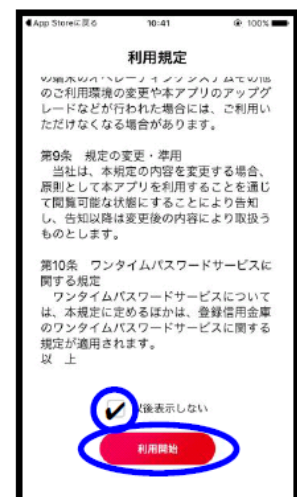 App Storeに戻る 10:41 100%
利用規定
の端末のオペレーティングシステムその他
のご利用環境の変更や本アプリのアップグ
レードなどが行われた場合には、ご利用い
ただけなくなる場合があります。
第9条 規定の変更・準用
当社は、本規定の内容を変更する場合、
原則として本アプリを利用することを通じ
て閲覧可能な状態にすることにより告知
し、告知以降は変更後の内容により取扱う
ものとします。
第10条 ワンタイムパスワードサービスに
関する規定
ワンタイムパスワードサービスについて
は、本規定に定めるほかは、登録信用金庫
のワンタイムパスワードサービスに関する
規定が適用されます。
以 上
以後表示しない
利用開始